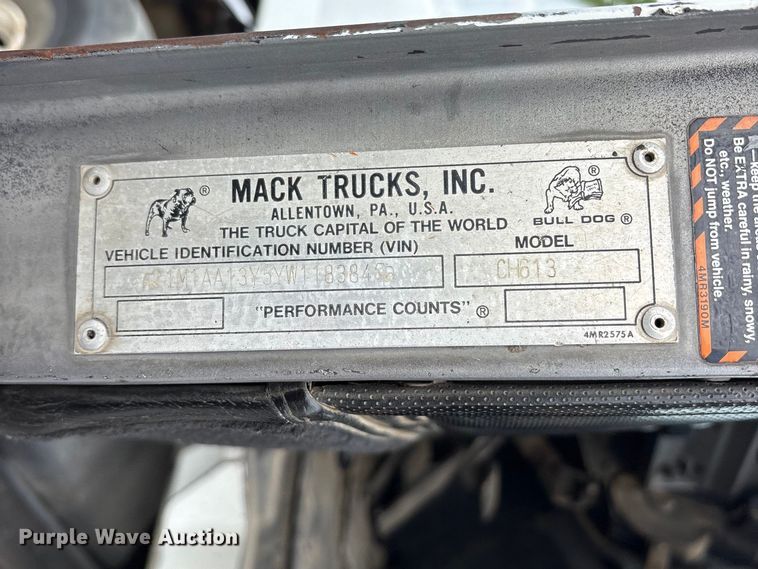 MACK TRUCKS, INC.
ALLENTOWN, PA., U.S.A.
THE TRUCK CAPITAL OF THE WORLD
BULL DOG ®
VEHICLE IDENTIFICATION NUMBER (VIN)
MODEL
CH613
"PERFORMANCE COUNTS" ®
4MR2575A
Be EXTRA careful in rainy, snowy,
etc., weather.
Do NOT jump from vehicle.
4MR3190M
Purple Wave Auction